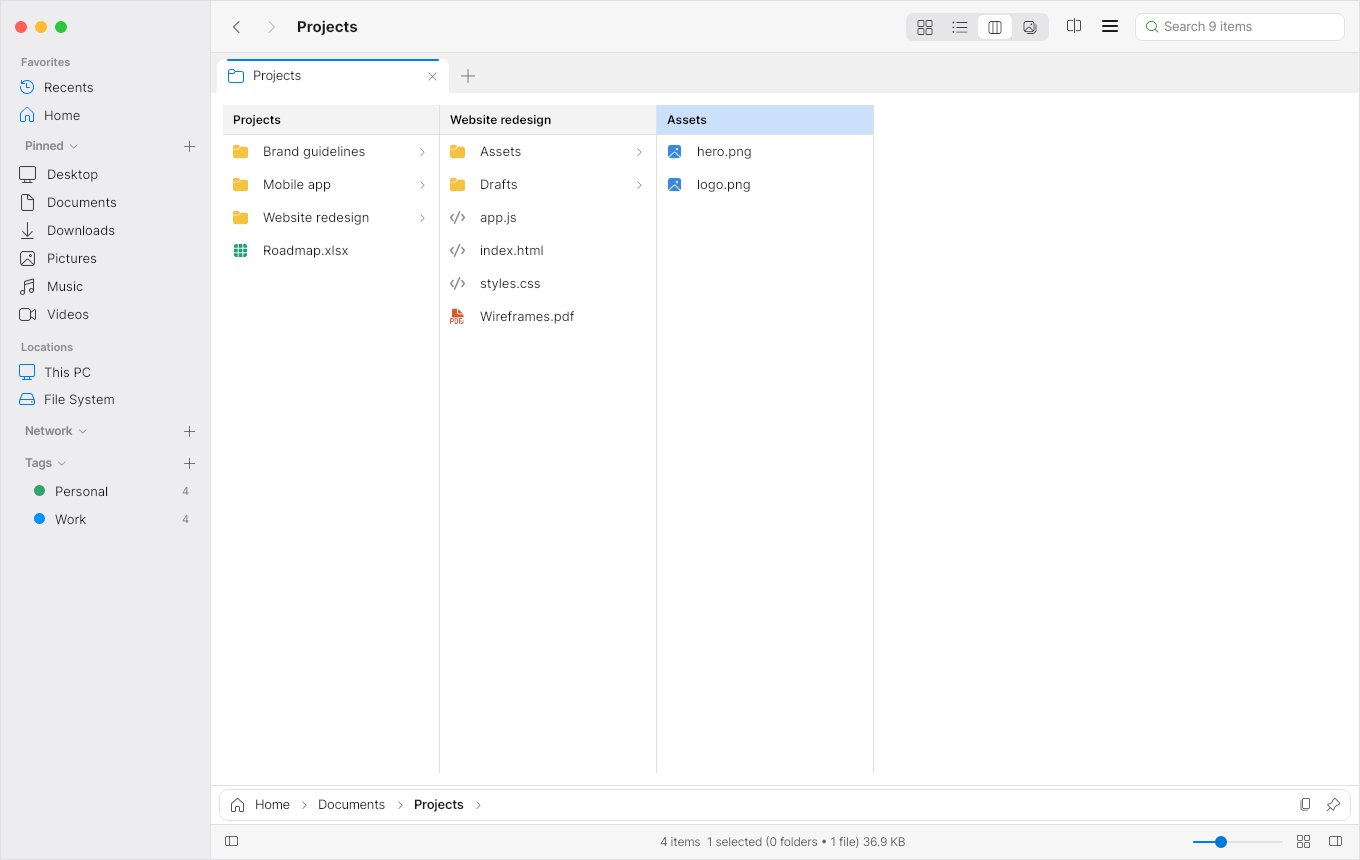 Projects
Search 9 items
Favorites
Recents
Home
Pinned
Desktop
Documents
Downloads
Pictures
Music
Videos
Locations
This PC
File System
Network
Tags
Personal 4
Work 4
Projects
Projects
Brand guidelines
Mobile app
Website redesign
Roadmap.xlsx
Website redesign
Assets
Drafts
app.js
index.html
styles.css
PDF Wireframes.pdf
Assets
hero.png
logo.png
Home Documents Projects
4 items 1 selected (0 folders • 1 file) 36.9 KB